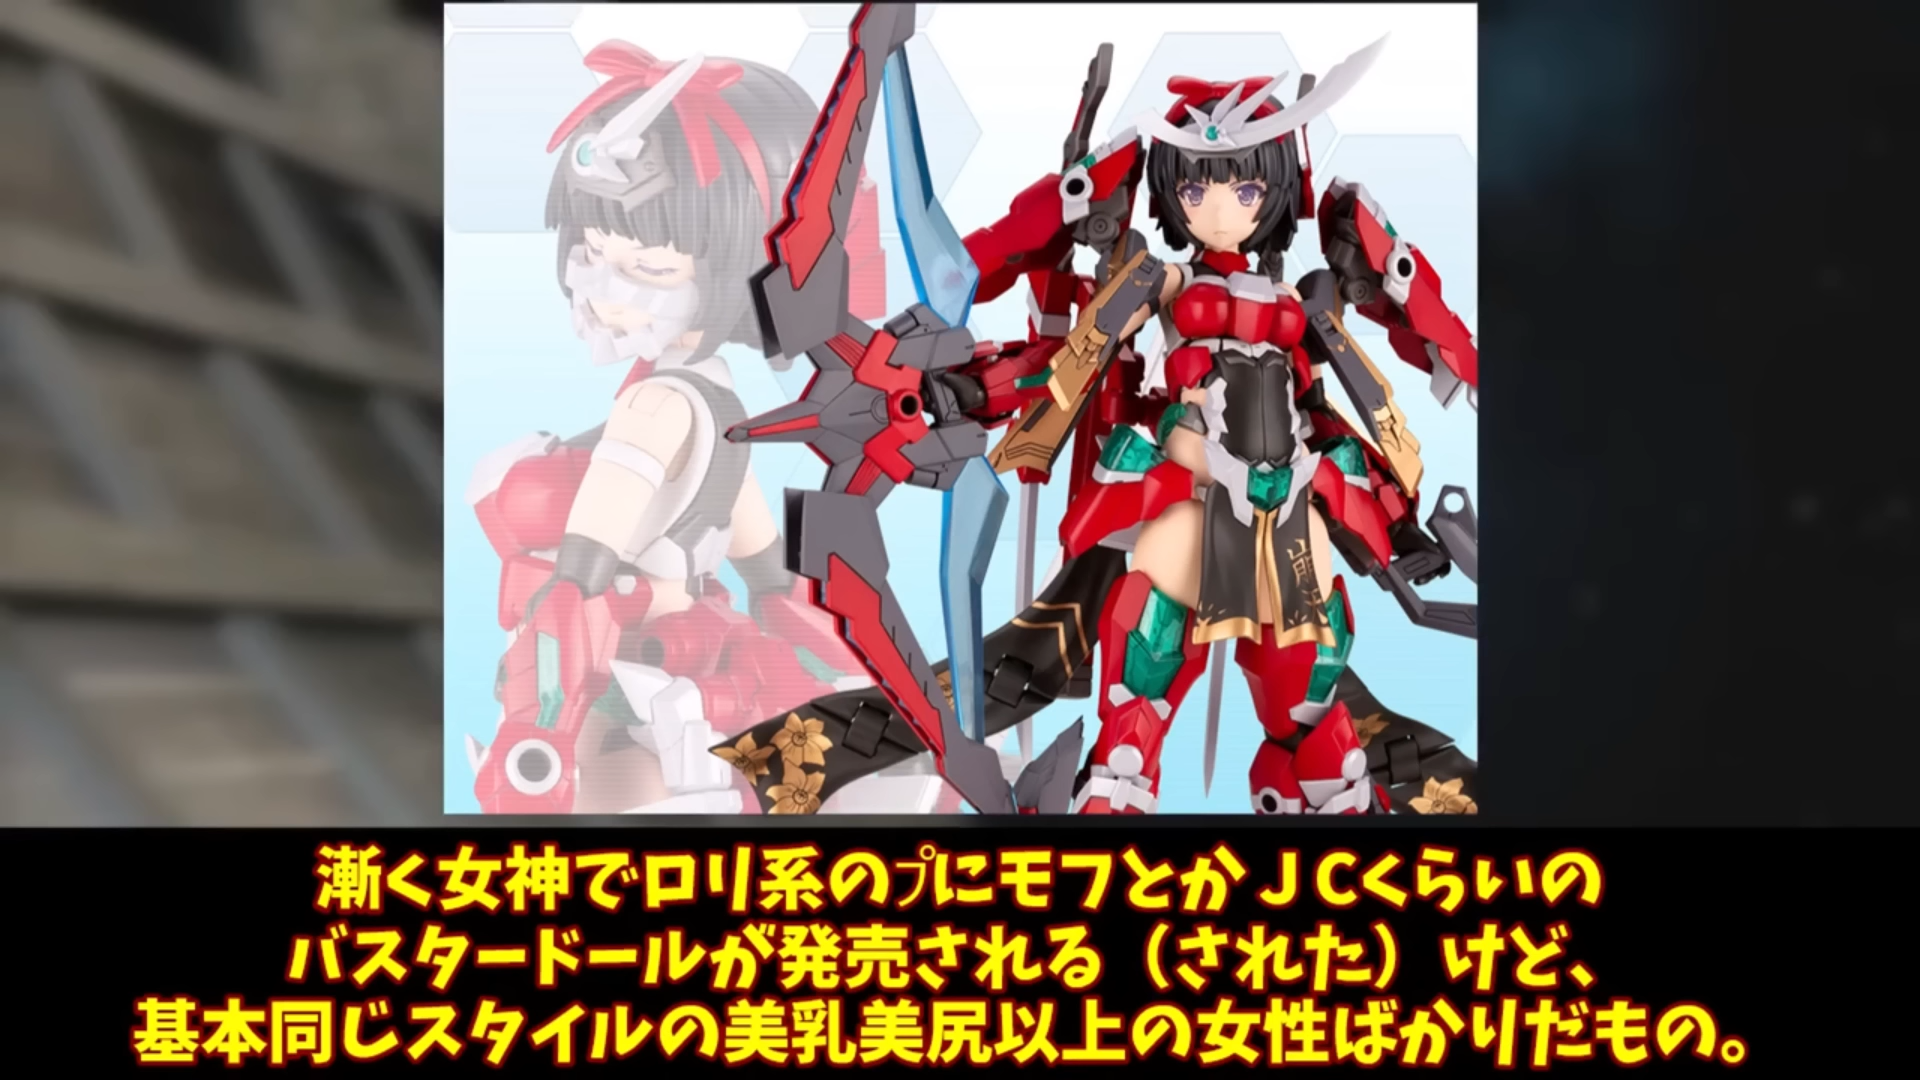 漸く女神でロリ系のプにモフとかＪＣくらいの
バスタードールが発売される（された）けど、
基本同じスタイルの美乳美尻以上の女性ばかりだもの。